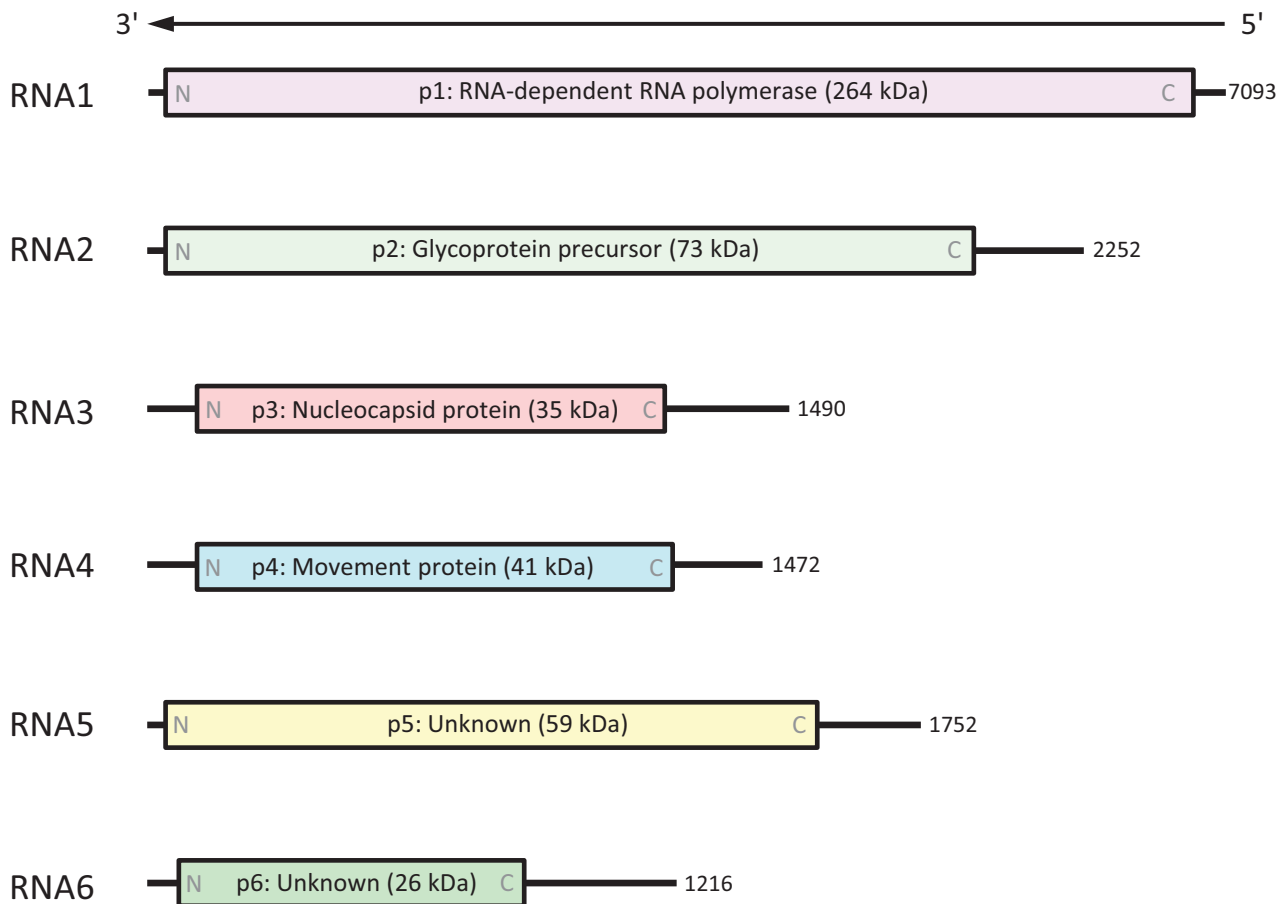 3' 5'
RNA1 N p1: RNA-dependent RNA polymerase (264 kDa) C 7093
RNA2 N p2: Glycoprotein precursor (73 kDa) C 2252
RNA3 N p3: Nucleocapsid protein (35 kDa) C 1490
RNA4 N p4: Movement protein (41 kDa) C 1472
RNA5 N p5: Unknown (59 kDa) C 1752
RNA6 N p6: Unknown (26 kDa) C 1216